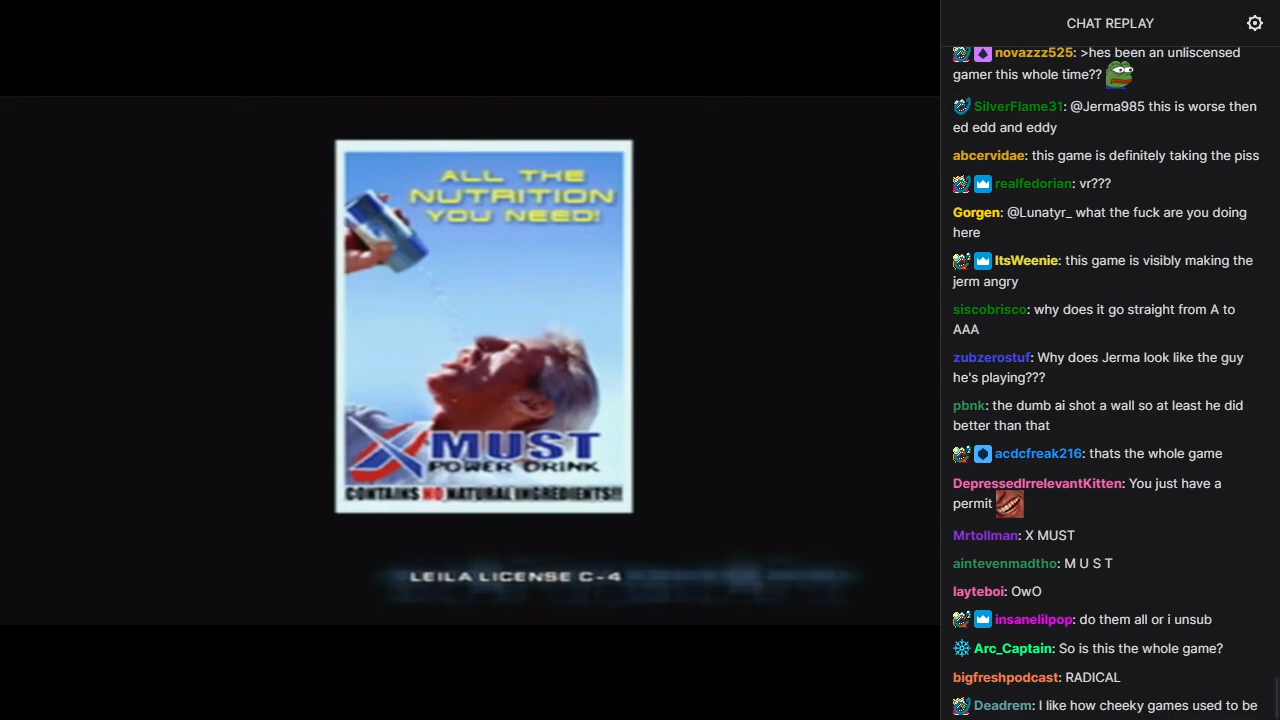 ALL THE
NUTRITION
YOU NEED!
X MUST
POWER DRINK
CONTAINS NO NATURAL INGREDIENTS!!
LEILA LICENSE C-4
CHAT REPLAY
novazzz525: >hes been an unliscensed
gamer this whole time??
SilverFlame31: @Jerma985 this is worse then
ed edd and eddy
abcervidae: this game is definitely taking the piss
realfedorian: vr???
Gorgen: @Lunatyr_ what the fuck are you doing
here
ItsWeenie: this game is visibly making the
jerm angry
siscobrisco: why does it go straight from A to
AAA
zubzerostuf: Why does Jerma look like the guy
he's playing???
pbnk: the dumb ai shot a wall so at least he did
better than that
acdcfreak216: thats the whole game
DepressedIrrelevantKitten: You just have a
permit
Mrtollman: X MUST
aintevenmadtho: M U S T
layteboi: OwO
insanelilpop: do them all or i unsub
Arc_Captain: So is this the whole game?
bigfreshpodcast: RADICAL
Deadrem: I like how cheeky games used to be